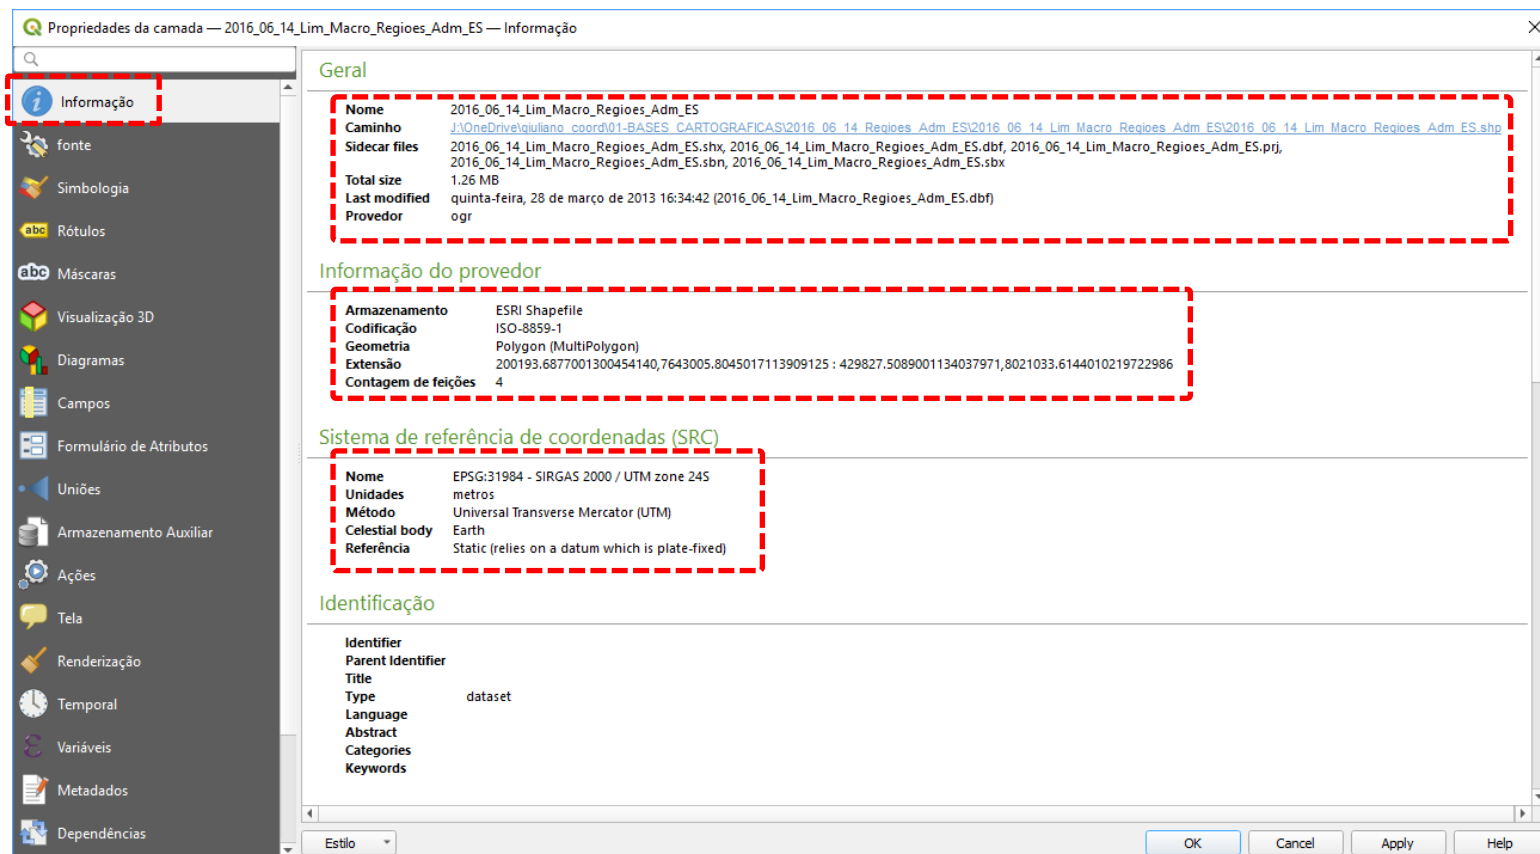 Propriedades da camada — 2016_06_14_Lim_Macro_Regioes_Adm_ES — Informação
Informação
fonte
Simbologia
abc Rótulos
abc Máscaras
Visualização 3D
Diagramas
Campos
Formulário de Atributos
Uniões
Armazenamento Auxiliar
Ações
Tela
Renderização
Temporal
Variáveis
Metadados
Dependências
Geral
Nome 2016_06_14_Lim_Macro_Regioes_Adm_ES
Caminho J:\OneDrive\giuliano_coord\01-BASES_CARTOGRAFICAS\2016_06_14_Regioes_Adm_ES\2016_06_14_Lim_Macro_Regioes_Adm_ES\2016_06_14_Lim_Macro_Regioes_Adm_ES.shp
Sidecar files 2016_06_14_Lim_Macro_Regioes_Adm_ES.shx, 2016_06_14_Lim_Macro_Regioes_Adm_ES.dbf, 2016_06_14_Lim_Macro_Regioes_Adm_ES.prj,
2016_06_14_Lim_Macro_Regioes_Adm_ES.sbn, 2016_06_14_Lim_Macro_Regioes_Adm_ES.sbx
Total size 1.26 MB
Last modified quinta-feira, 28 de março de 2013 16:34:42 (2016_06_14_Lim_Macro_Regioes_Adm_ES.dbf)
Provedor ogr
Informação do provedor
Armazenamento ESRI Shapefile
Codificação ISO-8859-1
Geometria Polygon (MultiPolygon)
Extensão 200193.6877001300454140,7643005.8045017113909125 : 429827.5089001134037971,8021033.6144010219722986
Contagem de feições 4
Sistema de referência de coordenadas (SRC)
Nome EPSG:31984 - SIRGAS 2000 / UTM zone 24S
Unidades metros
Método Universal Transverse Mercator (UTM)
Celestial body Earth
Referência Static (relies on a datum which is plate-fixed)
Identificação
Identifier
Parent Identifier
Title
Type dataset
Language
Abstract
Categories
Keywords
Estilo
OK
Cancel
Apply
Help